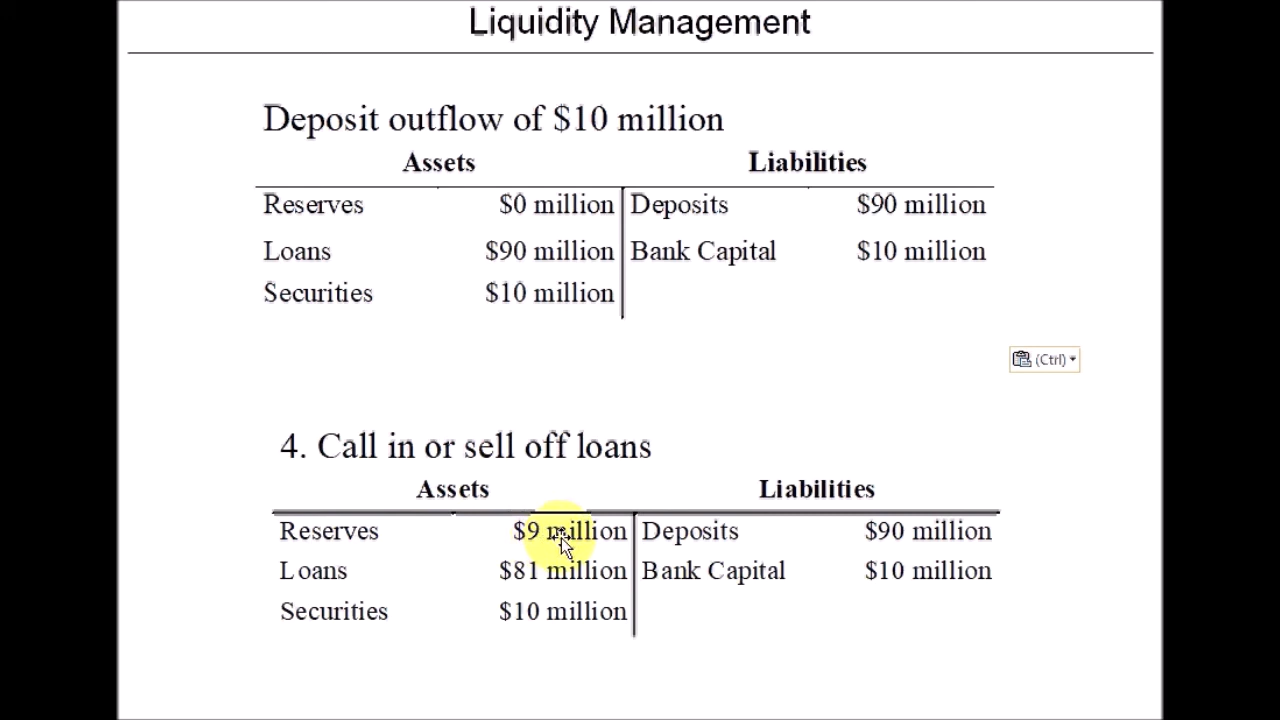 Liquidity Management
Deposit outflow of $10 million
Assets Liabilities
Reserves $0 million Deposits $90 million
Loans $90 million Bank Capital $10 million
Securities $10 million
(Ctrl)
4. Call in or sell off loans
Assets Liabilities
Reserves $9 million Deposits $90 million
Loans $81 million Bank Capital $10 million
Securities $10 million